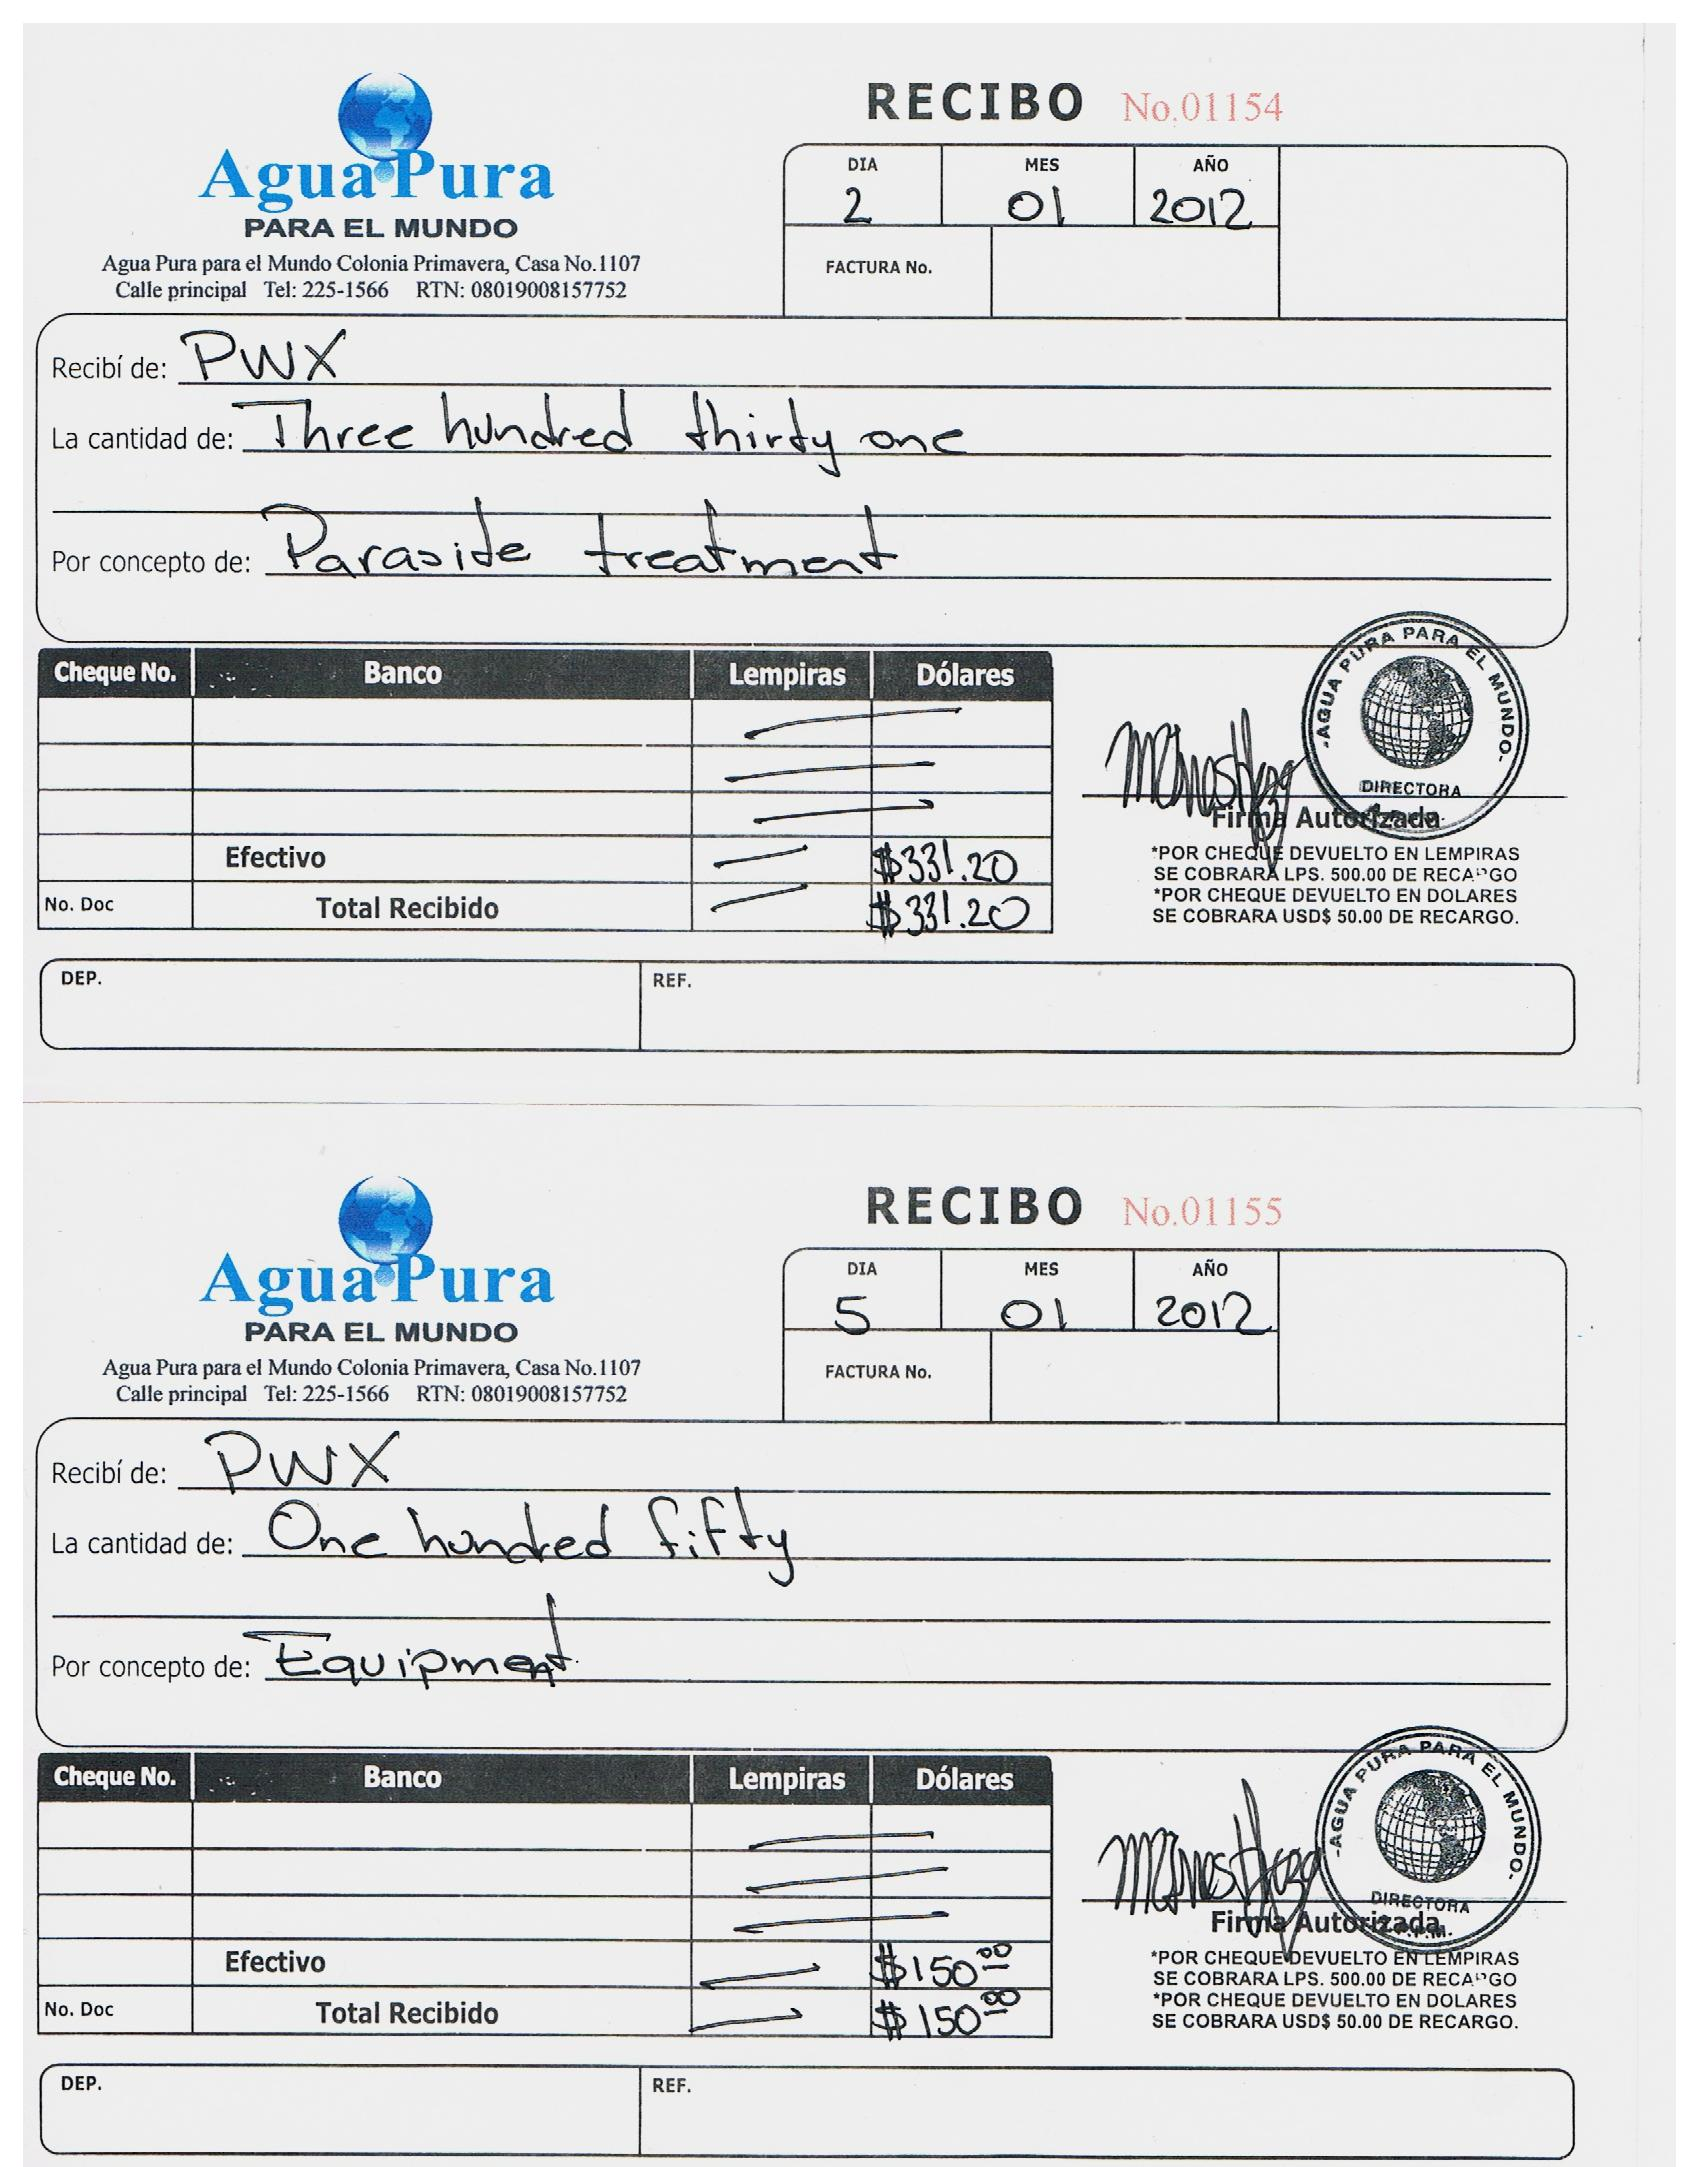 RECIBO No.01154
Agua Pura
PARA EL MUNDO
Agua Pura para el Mundo Colonia Primavera, Casa No.1107
Calle principal Tel: 225-1566 RTN: 08019008157752
DIA MES AÑO
2 01 2012
FACTURA No.
Recibí de: PWX
La cantidad de: Three hundred thirty one
Por concepto de: Parasite treatment
Cheque No. Banco Lempiras Dólares
Efectivo $331.20
No. Doc Total Recibido $331.20
-AGUA PURA PARA EL MUNDO-
DIRECTORA
Firma Autorizada
*POR CHEQUE DEVUELTO EN LEMPIRAS
SE COBRARA LPS. 500.00 DE RECARGO
*POR CHEQUE DEVUELTO EN DOLARES
SE COBRARA USD$ 50.00 DE RECARGO.
DEP. REF.
RECIBO No.01155
Agua Pura
PARA EL MUNDO
Agua Pura para el Mundo Colonia Primavera, Casa No.1107
Calle principal Tel: 225-1566 RTN: 08019008157752
DIA MES AÑO
5 01 2012
FACTURA No.
Recibí de: PWX
La cantidad de: One hundred fifty
Por concepto de: Equipment
Cheque No. Banco Lempiras Dólares
Efectivo $150.00
No. Doc Total Recibido $150.00
-AGUA PURA PARA EL MUNDO-
DIRECTORA
Firma Autorizada
*POR CHEQUE DEVUELTO EN LEMPIRAS
SE COBRARA LPS. 500.00 DE RECARGO
*POR CHEQUE DEVUELTO EN DOLARES
SE COBRARA USD$ 50.00 DE RECARGO.
DEP. REF.